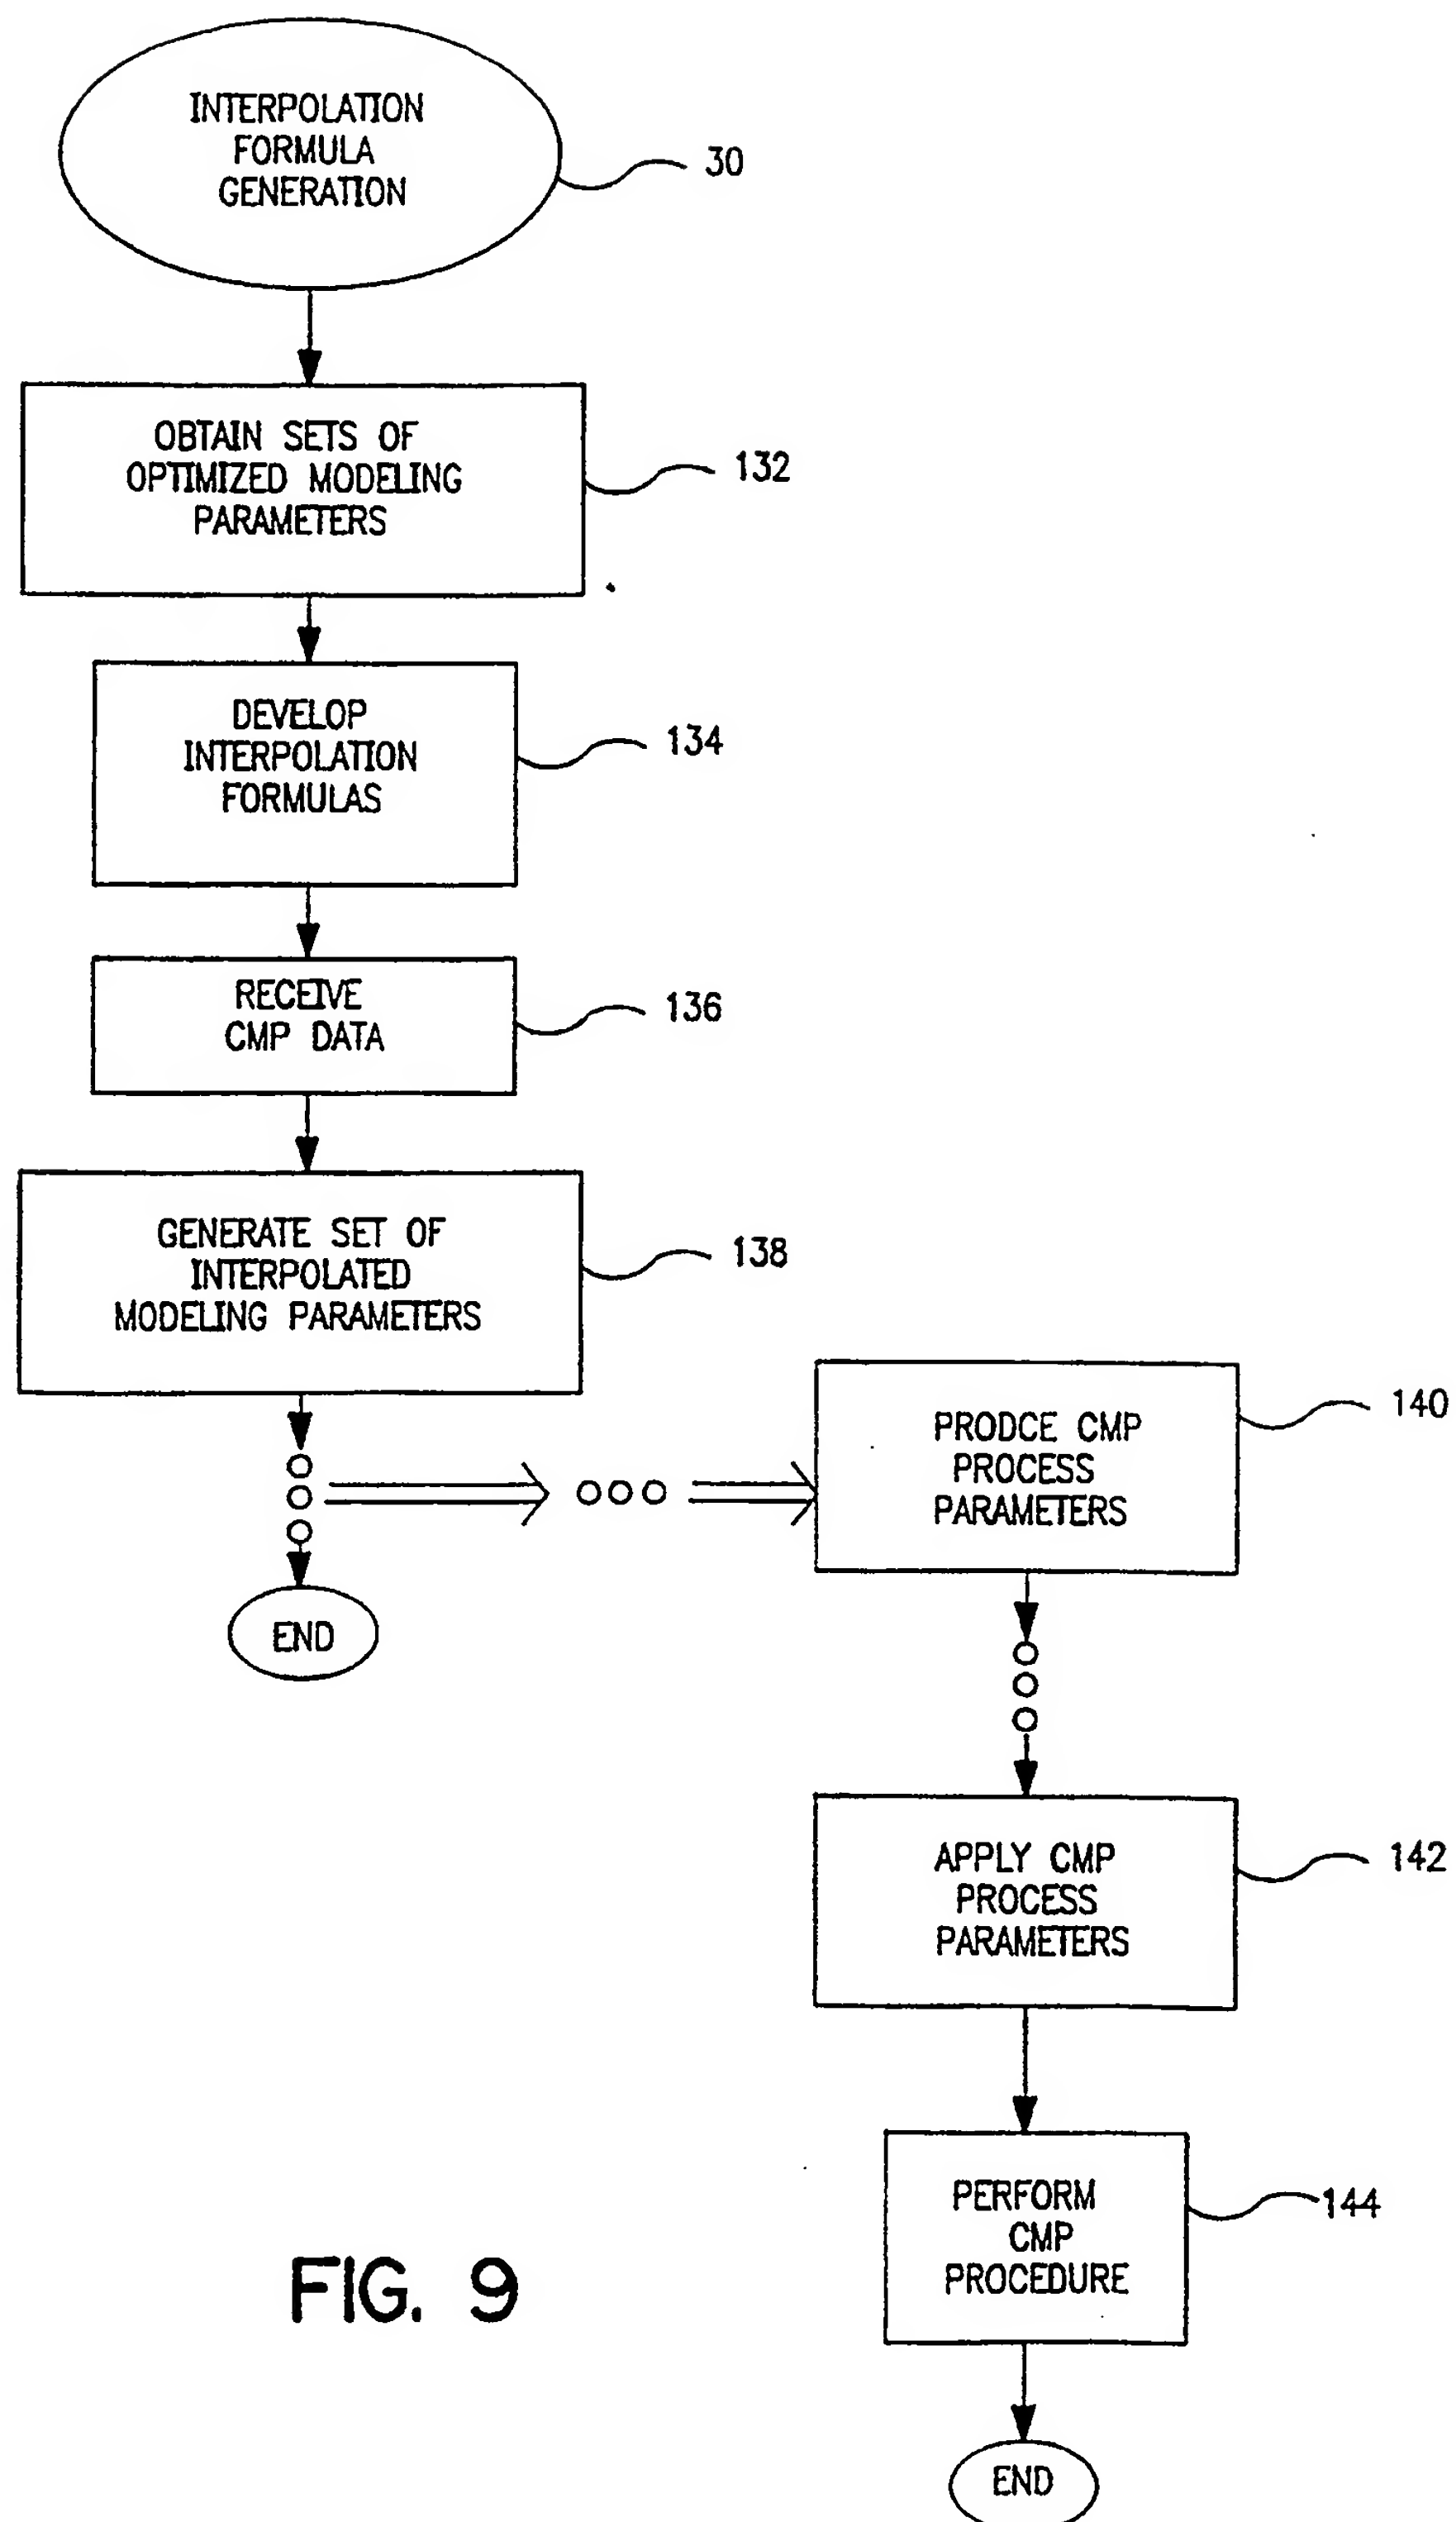 INTERPOLATION
FORMULA
GENERATION
30
OBTAIN SETS OF
OPTIMIZED MODELING
PARAMETERS
132
DEVELOP
INTERPOLATION
FORMULAS
134
RECEIVE
CMP DATA
136
GENERATE SET OF
INTERPOLATED
MODELING PARAMETERS
138
END
PRODCE CMP
PROCESS
PARAMETERS
140
APPLY CMP
PROCESS
PARAMETERS
142
PERFORM
CMP
PROCEDURE
144
END
FIG. 9